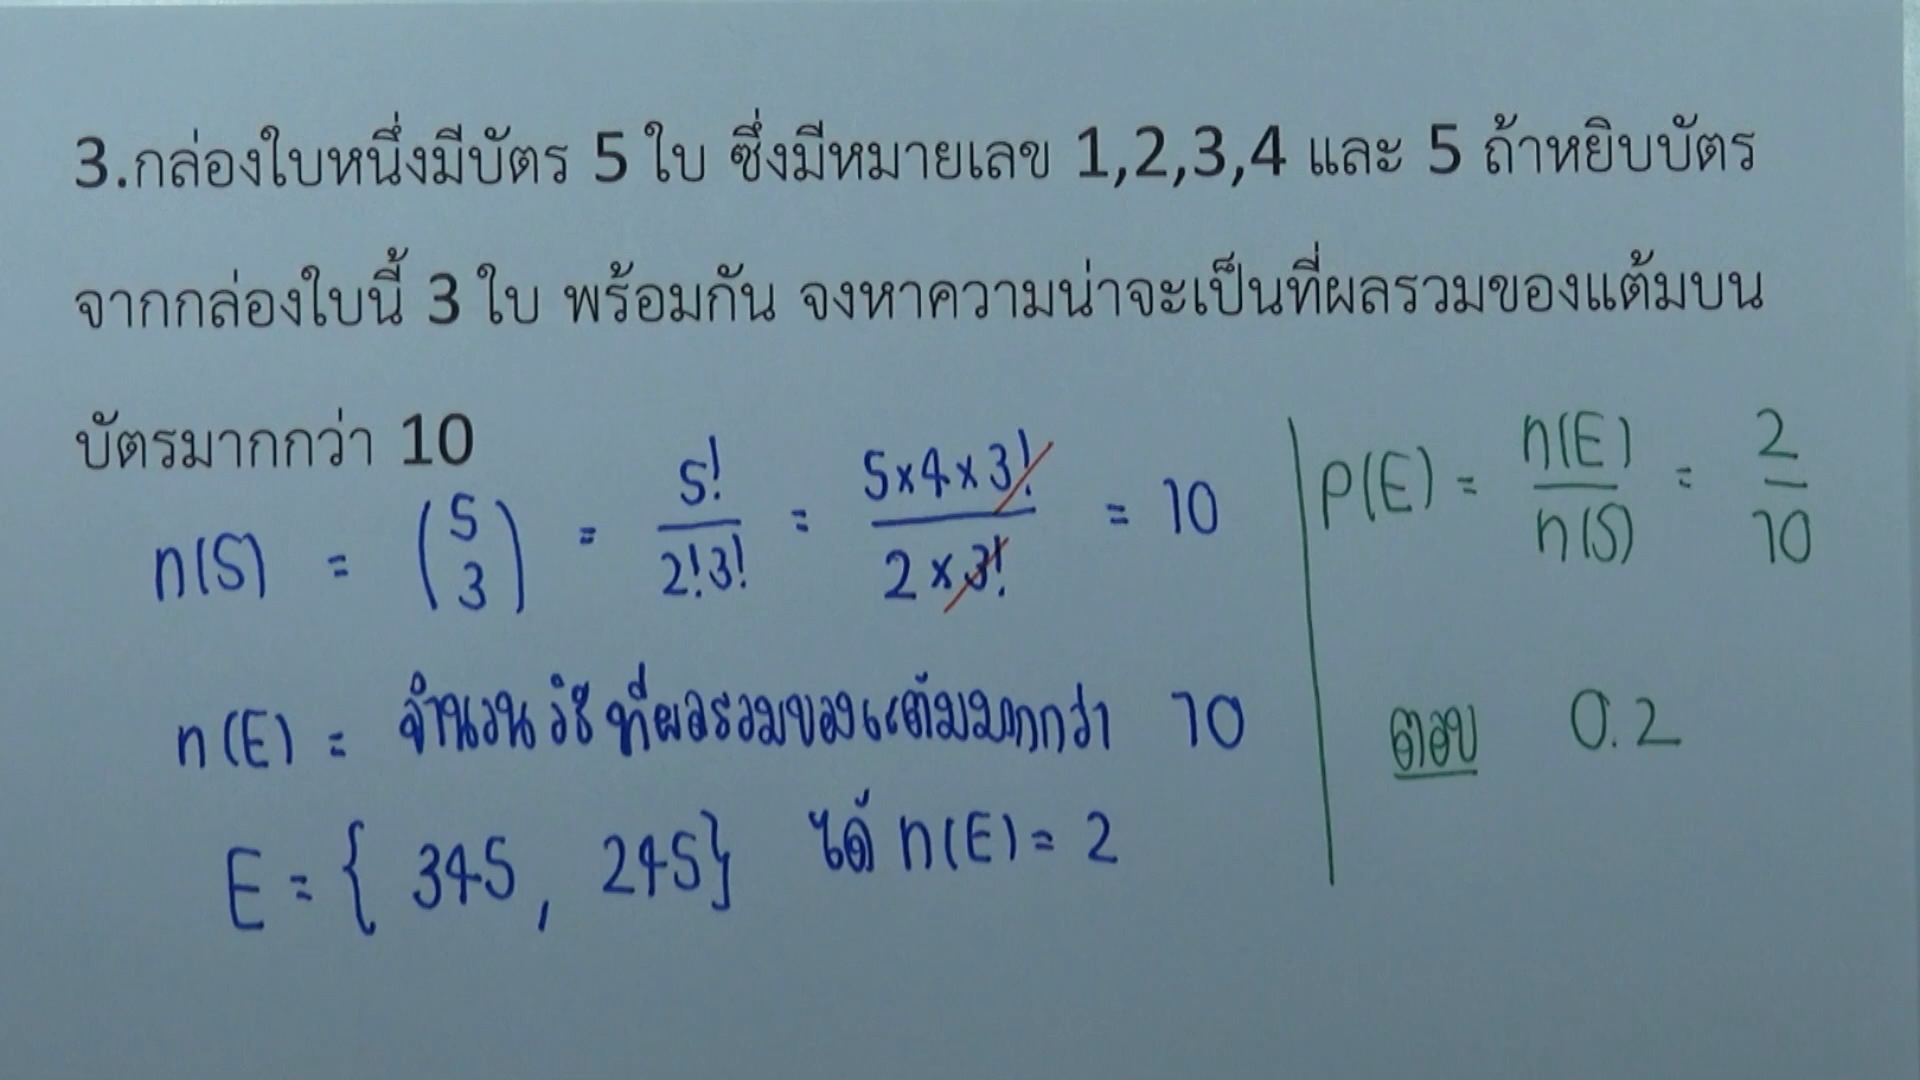 3.กล่องใบหนึ่งมีบัตร 5 ใบ ซึ่งมีหมายเลข 1,2,3,4 และ 5 ถ้าหยิบบัตร
จากกล่องใบนี้ 3 ใบ พร้อมกัน จงหาความน่าจะเป็นที่ผลรวมของแต้มบน
บัตรมากกว่า 10
n(S) = (5 3) = 5!/2!3! = 5×4×3!/2×3! = 10
n(E) = จำนวนวิธีที่ผลรวมของแต้มมากกว่า 10
E = { 345 , 245} ได้ n(E) = 2
P(E) = n(E)/n(S) = 2/10
ตอบ 0.2